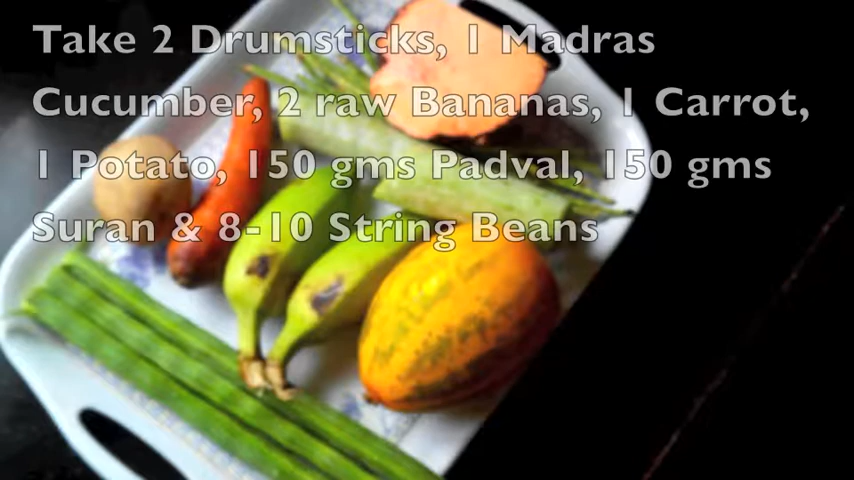 Take 2 Drumsticks, 1 Madras
Cucumber, 2 raw Bananas, 1 Carrot,
1 Potato, 150 gms Padval, 150 gms
Suran & 8-10 String Beans